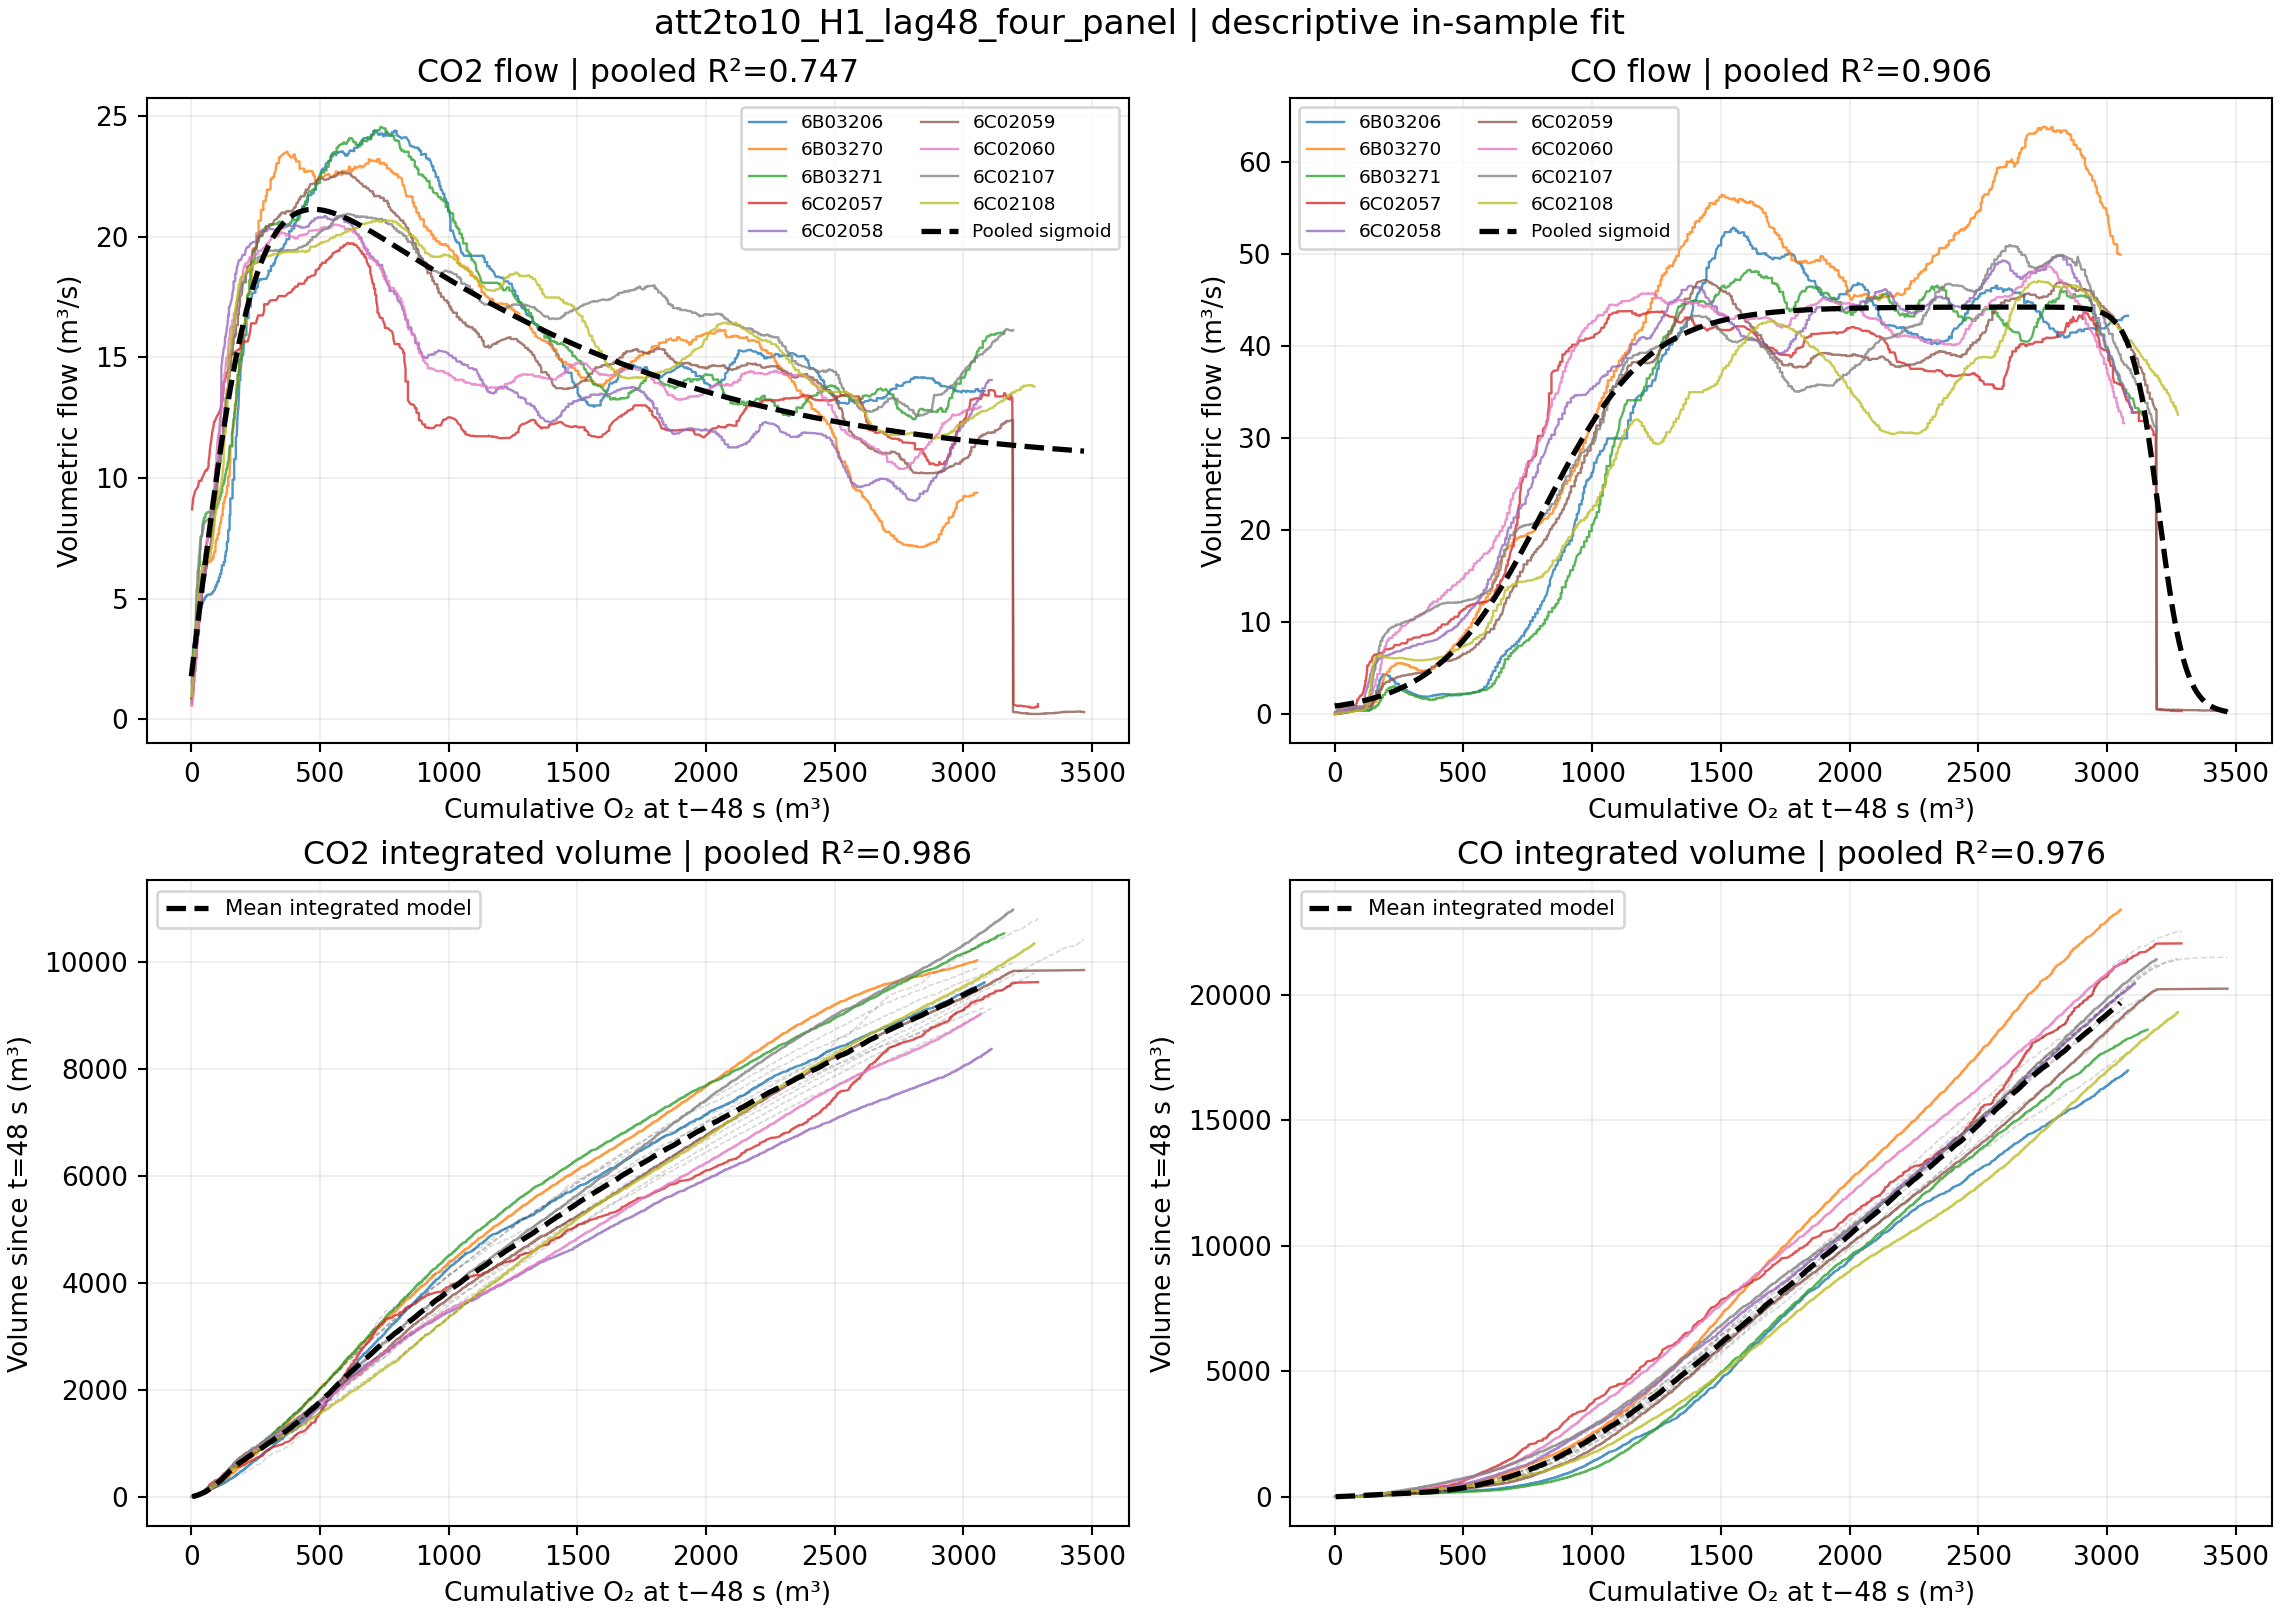 att2to10_H1_lag48_four_panel | descriptive in-sample fit
CO2 flow | pooled R²=0.747
25
20
15
10
5
0
Volumetric flow (m³/s)
6B03206
6B03270
6B03271
6C02057
6C02058
6C02059
6C02060
6C02107
6C02108
Pooled sigmoid
0 500 1000 1500 2000 2500 3000 3500
Cumulative O₂ at t−48 s (m³)
CO flow | pooled R²=0.906
60
50
40
30
20
10
0
Volumetric flow (m³/s)
6B03206
6B03270
6B03271
6C02057
6C02058
6C02059
6C02060
6C02107
6C02108
Pooled sigmoid
0 500 1000 1500 2000 2500 3000 3500
Cumulative O₂ at t−48 s (m³)
CO2 integrated volume | pooled R²=0.986
10000
8000
6000
4000
2000
0
Volume since t=48 s (m³)
Mean integrated model
0 500 1000 1500 2000 2500 3000 3500
Cumulative O₂ at t−48 s (m³)
CO integrated volume | pooled R²=0.976
20000
15000
10000
5000
0
Volume since t=48 s (m³)
Mean integrated model
0 500 1000 1500 2000 2500 3000 3500
Cumulative O₂ at t−48 s (m³)